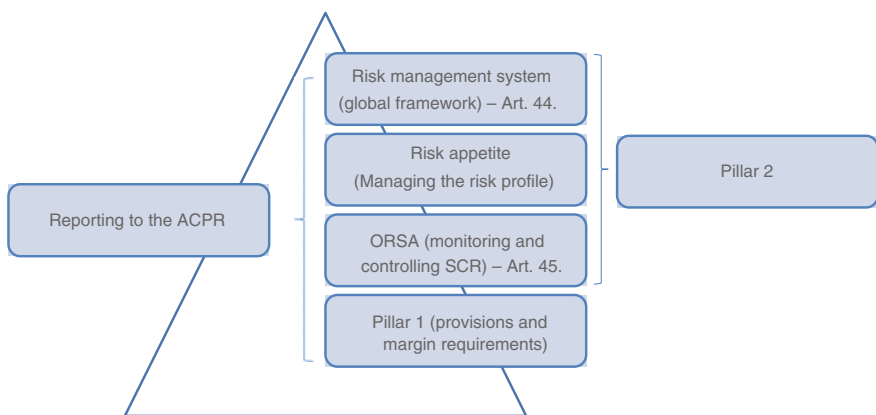 Reporting to the ACPR
Risk management system
(global framework) – Art. 44.
Risk appetite
(Managing the risk profile)
ORSA (monitoring and
controlling SCR) – Art. 45.
Pillar 1 (provisions and
margin requirements)
Pillar 2